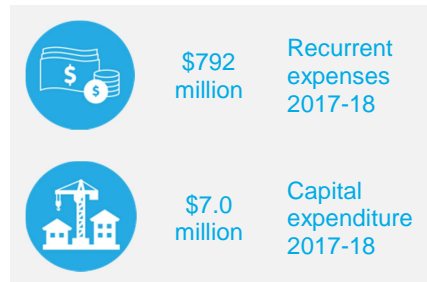 $792
million
Recurrent
expenses
2017-18
$
$
$7.0
million
Capital
expenditure
2017-18